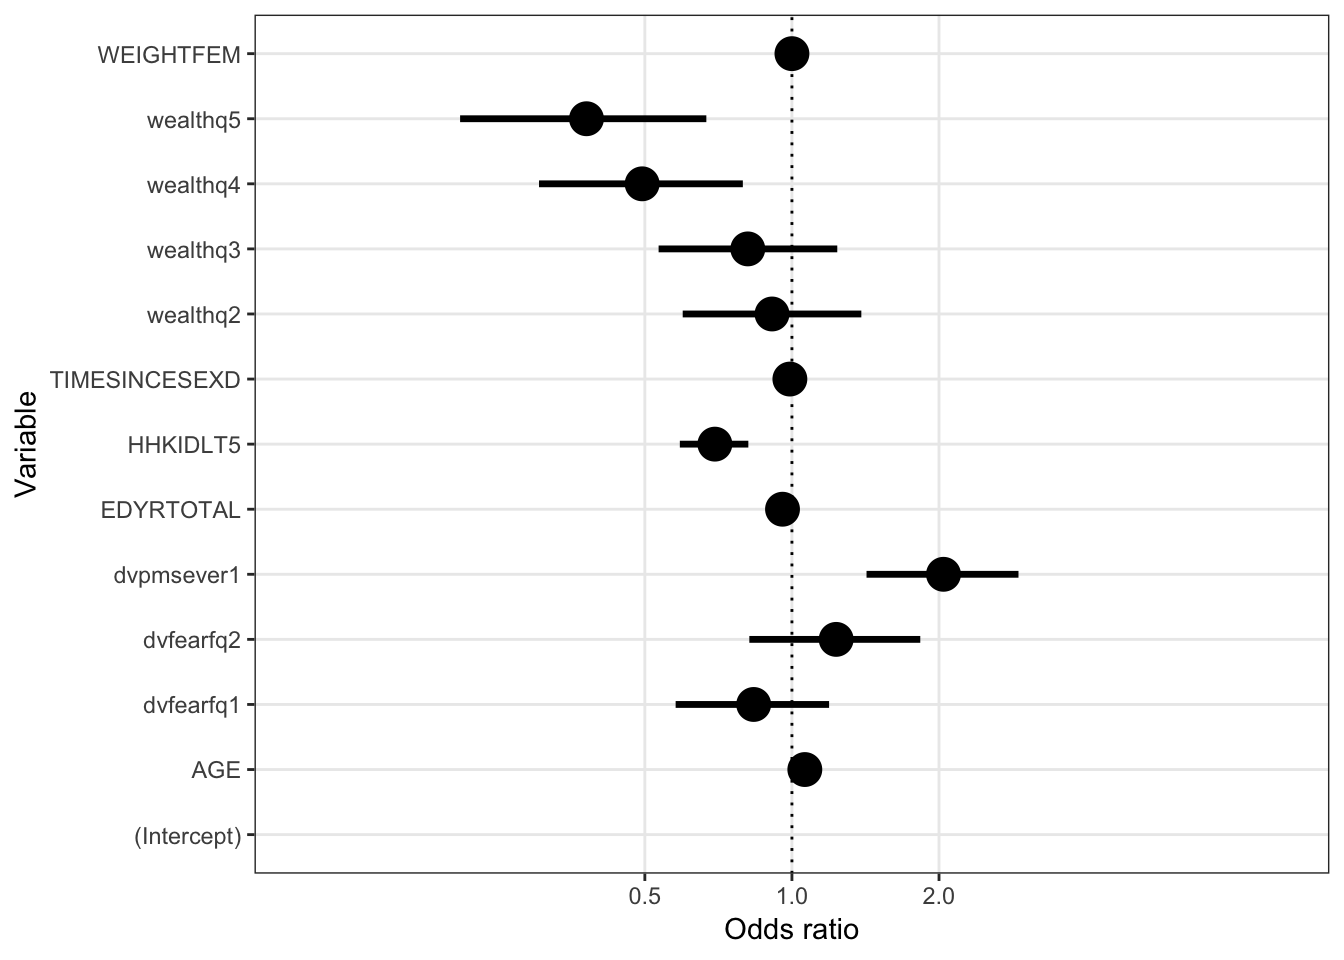 WEIGHTFEM
wealthq5
wealthq4
wealthq3
wealthq2
TIMESINCESEXD
HHKIDLT5
EDYRTOTAL
dvpmsever1
dvfearfq2
dvfearfq1
AGE
(Intercept)
Variable
0.5 1.0 2.0
Odds ratio